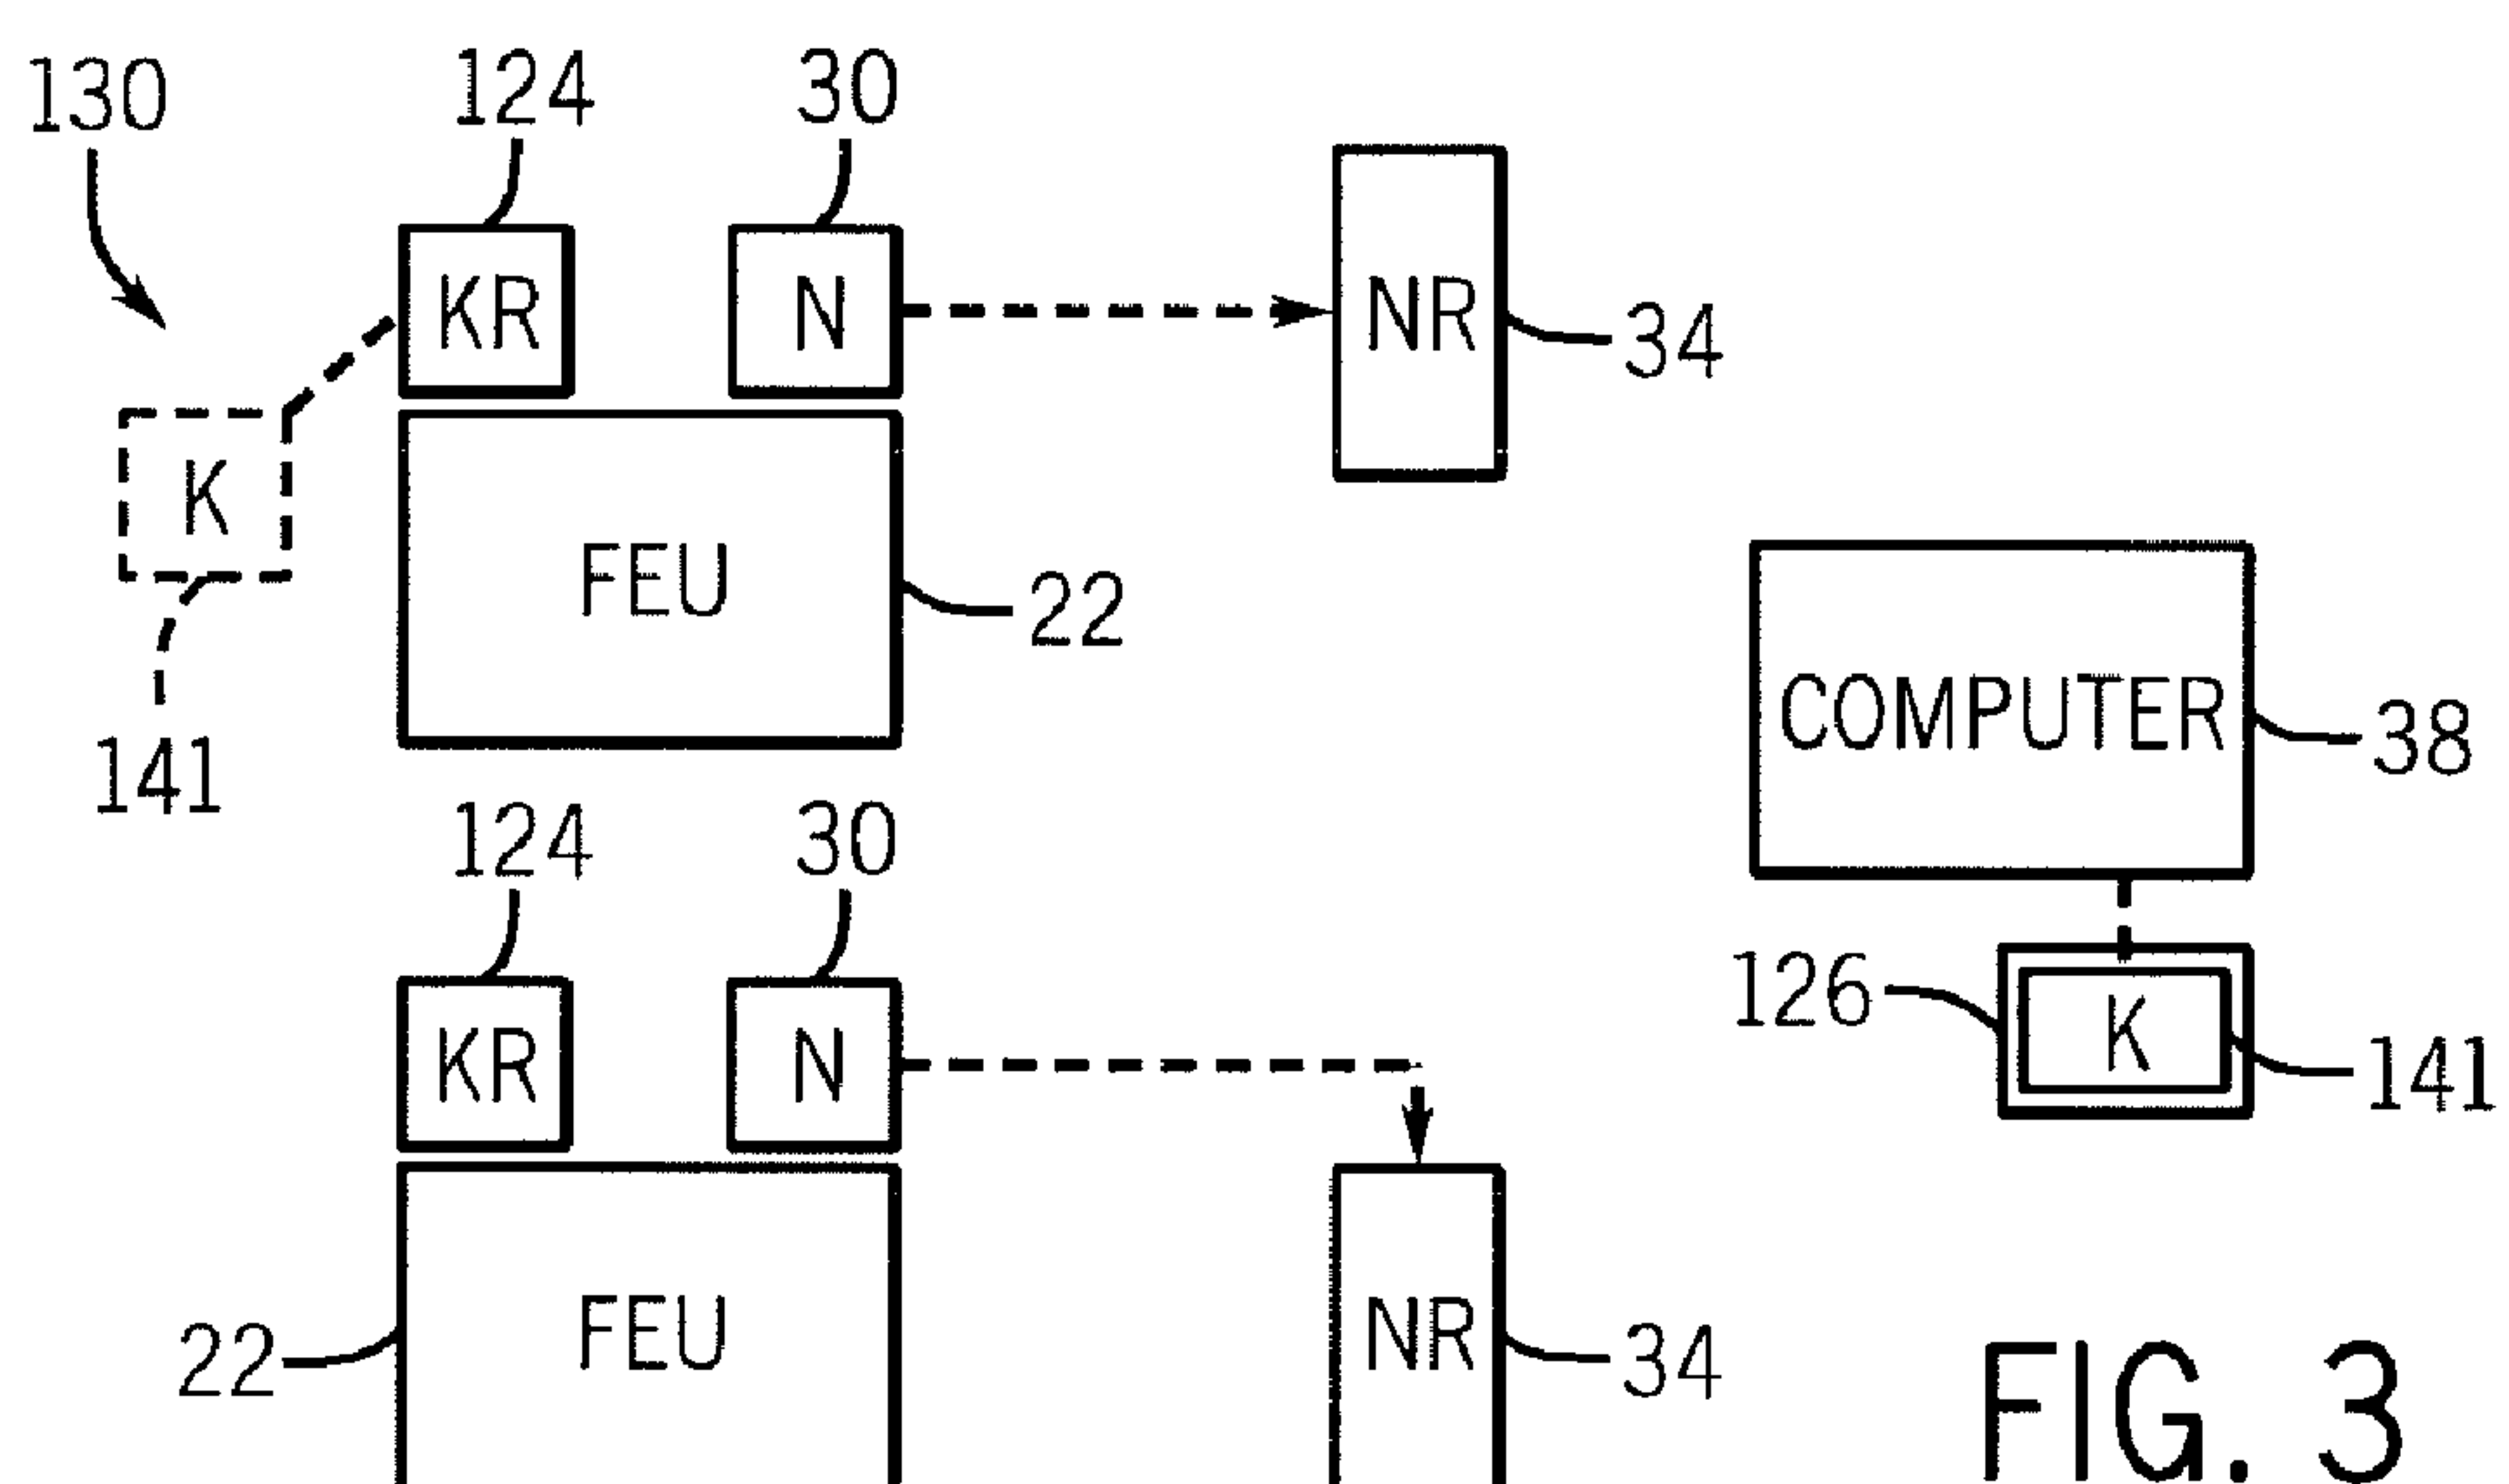 130 124 30
KR N NR 34
K
FEU 22
COMPUTER 38
141
124 30
126 K 141
KR N
22 FEU NR 34
FIG. 3